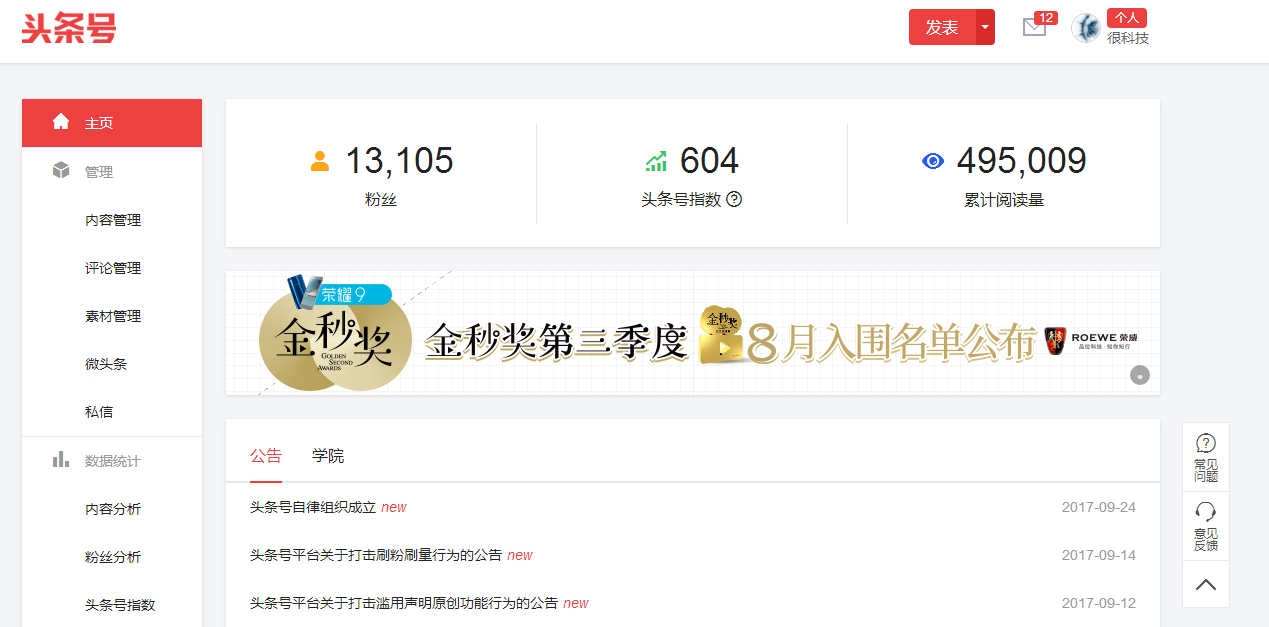 头条号
发表
12
个人
很科技
主页
管理
内容管理
评论管理
素材管理
微头条
私信
数据统计
内容分析
粉丝分析
头条号指数
13,105
粉丝
604
头条号指数
495,009
累计阅读量
荣耀9
金秒奖
GOLDEN
SECOND
AWARDS
金秒奖第三季度
金秒奖
8月入围名单公布
ROEWE 荣威
品位科技·知你知行
公告
学院
头条号自律组织成立 new
2017-09-24
头条号平台关于打击刷粉刷量行为的公告 new
2017-09-14
头条号平台关于打击滥用声明原创功能行为的公告 new
2017-09-12
常见
问题
意见
反馈